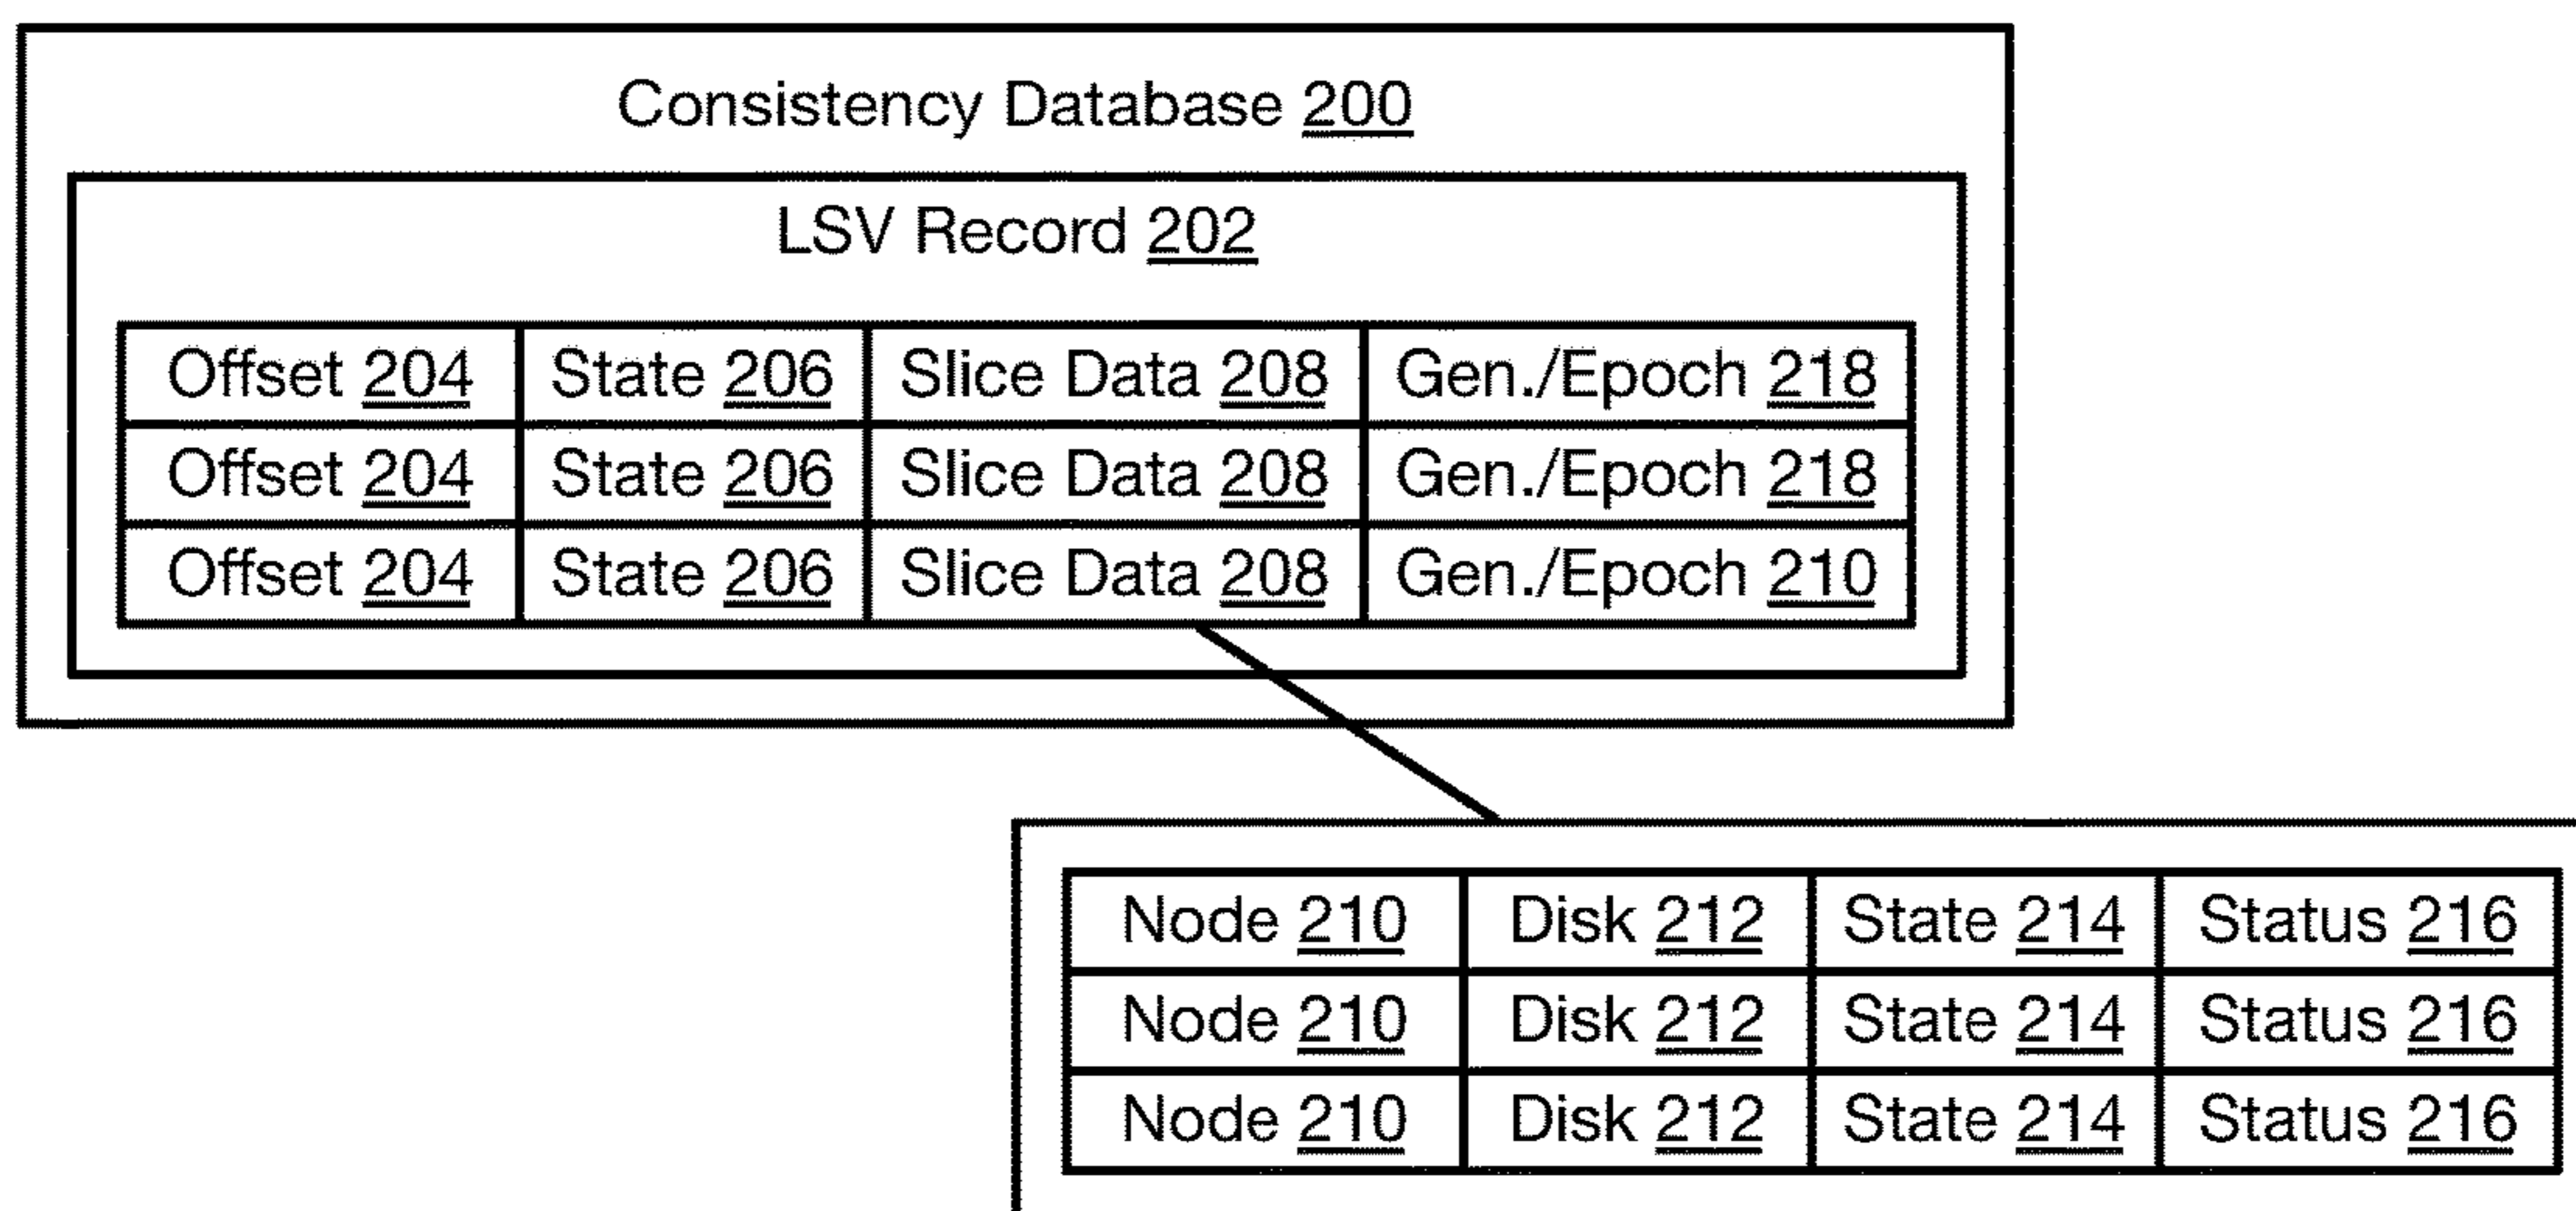 Consistency Database 200
LSV Record 202
Offset 204 State 206 Slice Data 208 Gen./Epoch 218
Offset 204 State 206 Slice Data 208 Gen./Epoch 218
Offset 204 State 206 Slice Data 208 Gen./Epoch 210
Node 210 Disk 212 State 214 Status 216
Node 210 Disk 212 State 214 Status 216
Node 210 Disk 212 State 214 Status 216